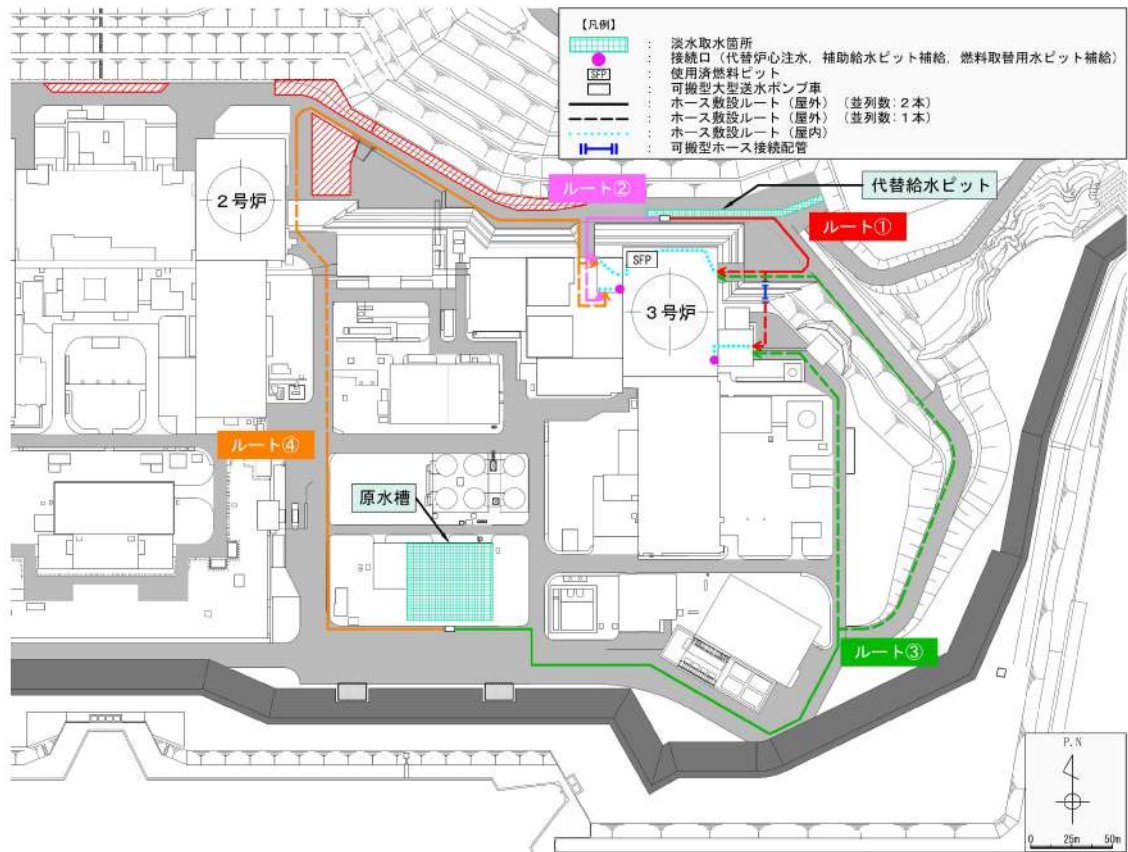 【凡例】
： 淡水取水箇所
： 接続口（代替炉心注水，補助給水ピット補給，燃料取替用水ピット補給）
SFP ： 使用済燃料ピット
： 可搬型大型送水ポンプ車
： ホース敷設ルート（屋外）（並列数：２本）
： ホース敷設ルート（屋外）（並列数：１本）
： ホース敷設ルート（屋内）
： 可搬型ホース接続配管
ルート②
代替給水ピット
２号炉
ルート①
SFP
３号炉
ルート④
原水槽
ルート③
P.N
0 25m 50m